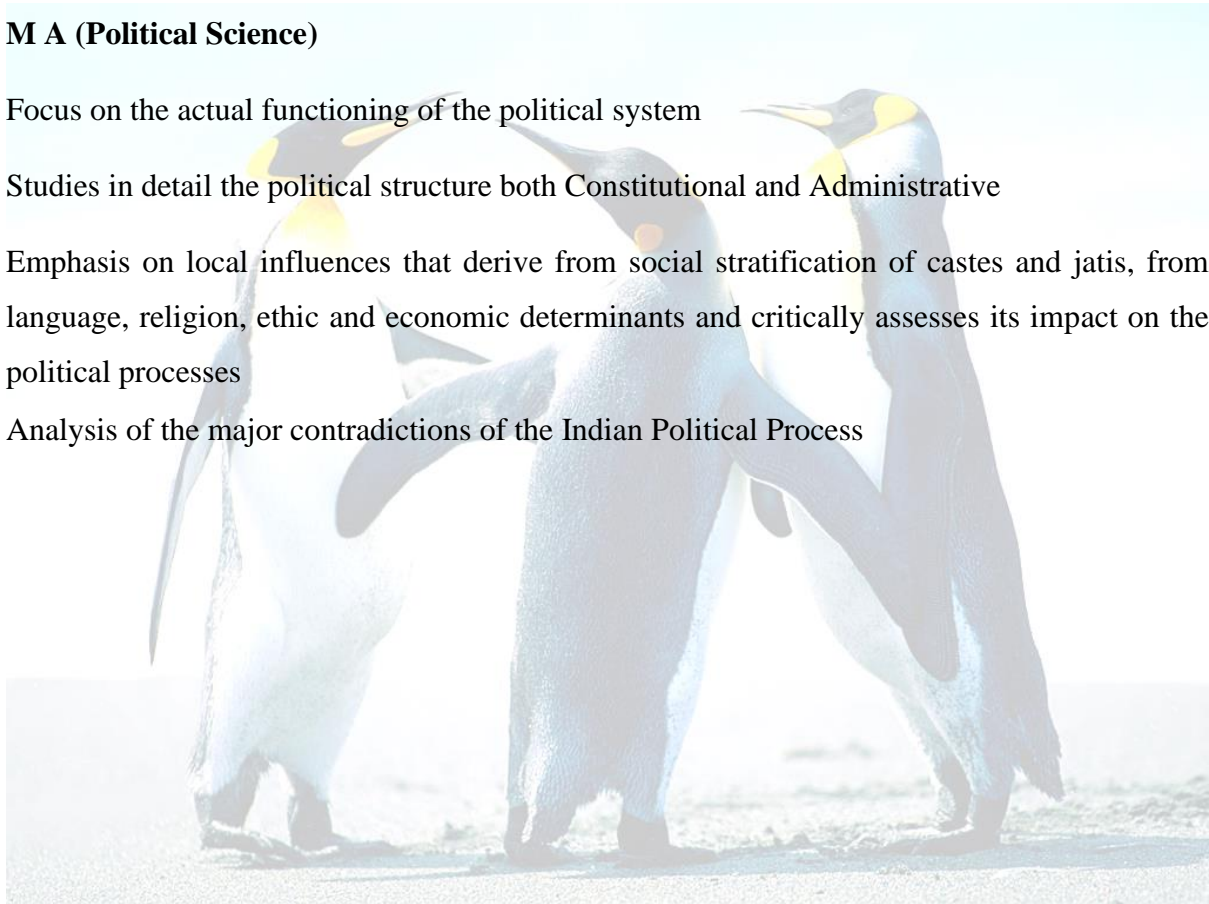 M A (Political Science)
Focus on the actual functioning of the political system
Studies in detail the political structure both Constitutional and Administrative
Emphasis on local influences that derive from social stratification of castes and jatis, from
language, religion, ethic and economic determinants and critically assesses its impact on the
political processes
Analysis of the major contradictions of the Indian Political Process